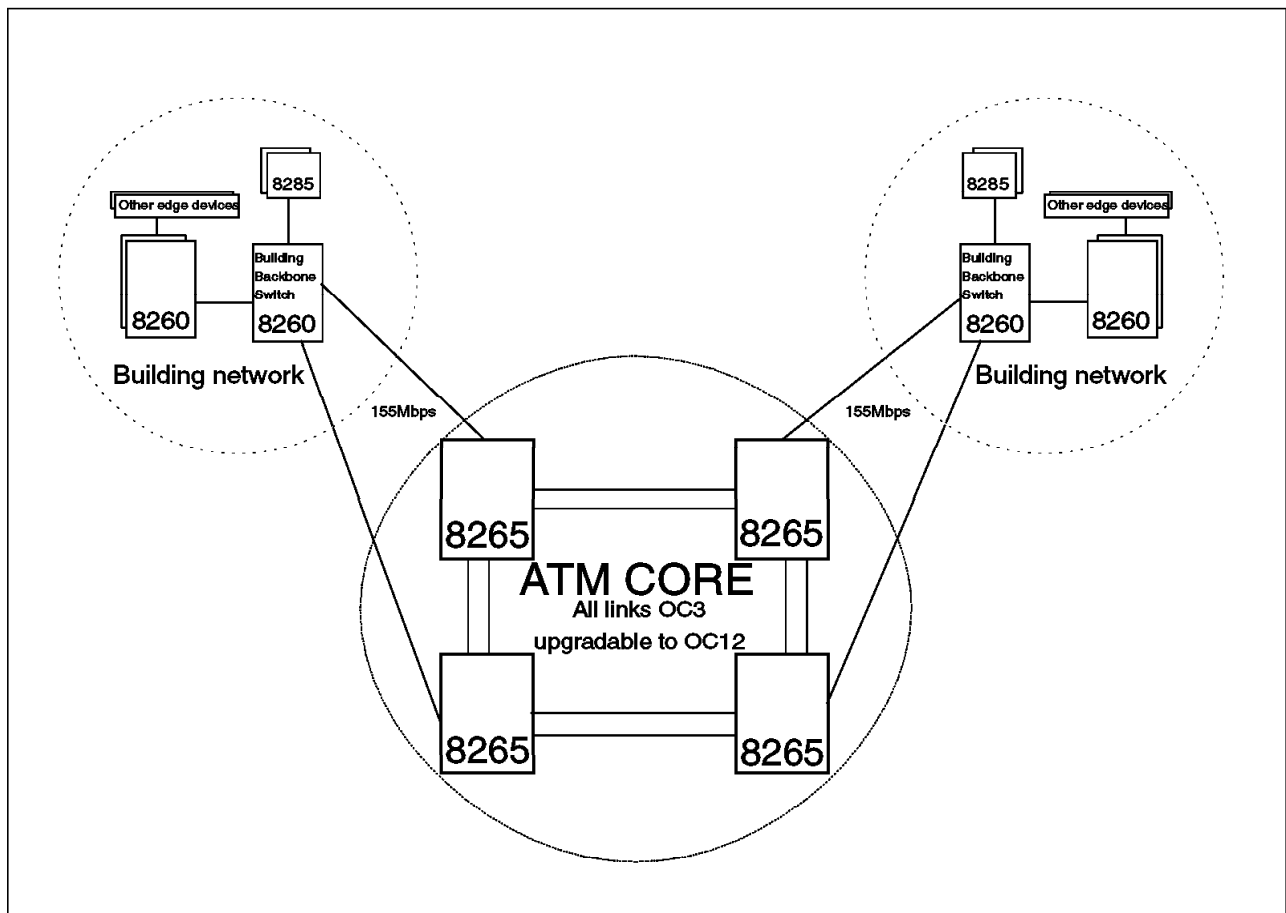 8285
Other edge devices
Building
Backbone
Switch
8260
8260
Building network
8285
Other edge devices
Building
Backbone
Switch
8260
8260
Building network
155Mbps
155Mbps
8265
8265
ATM CORE
All links OC3
upgradable to OC12
8265
8265